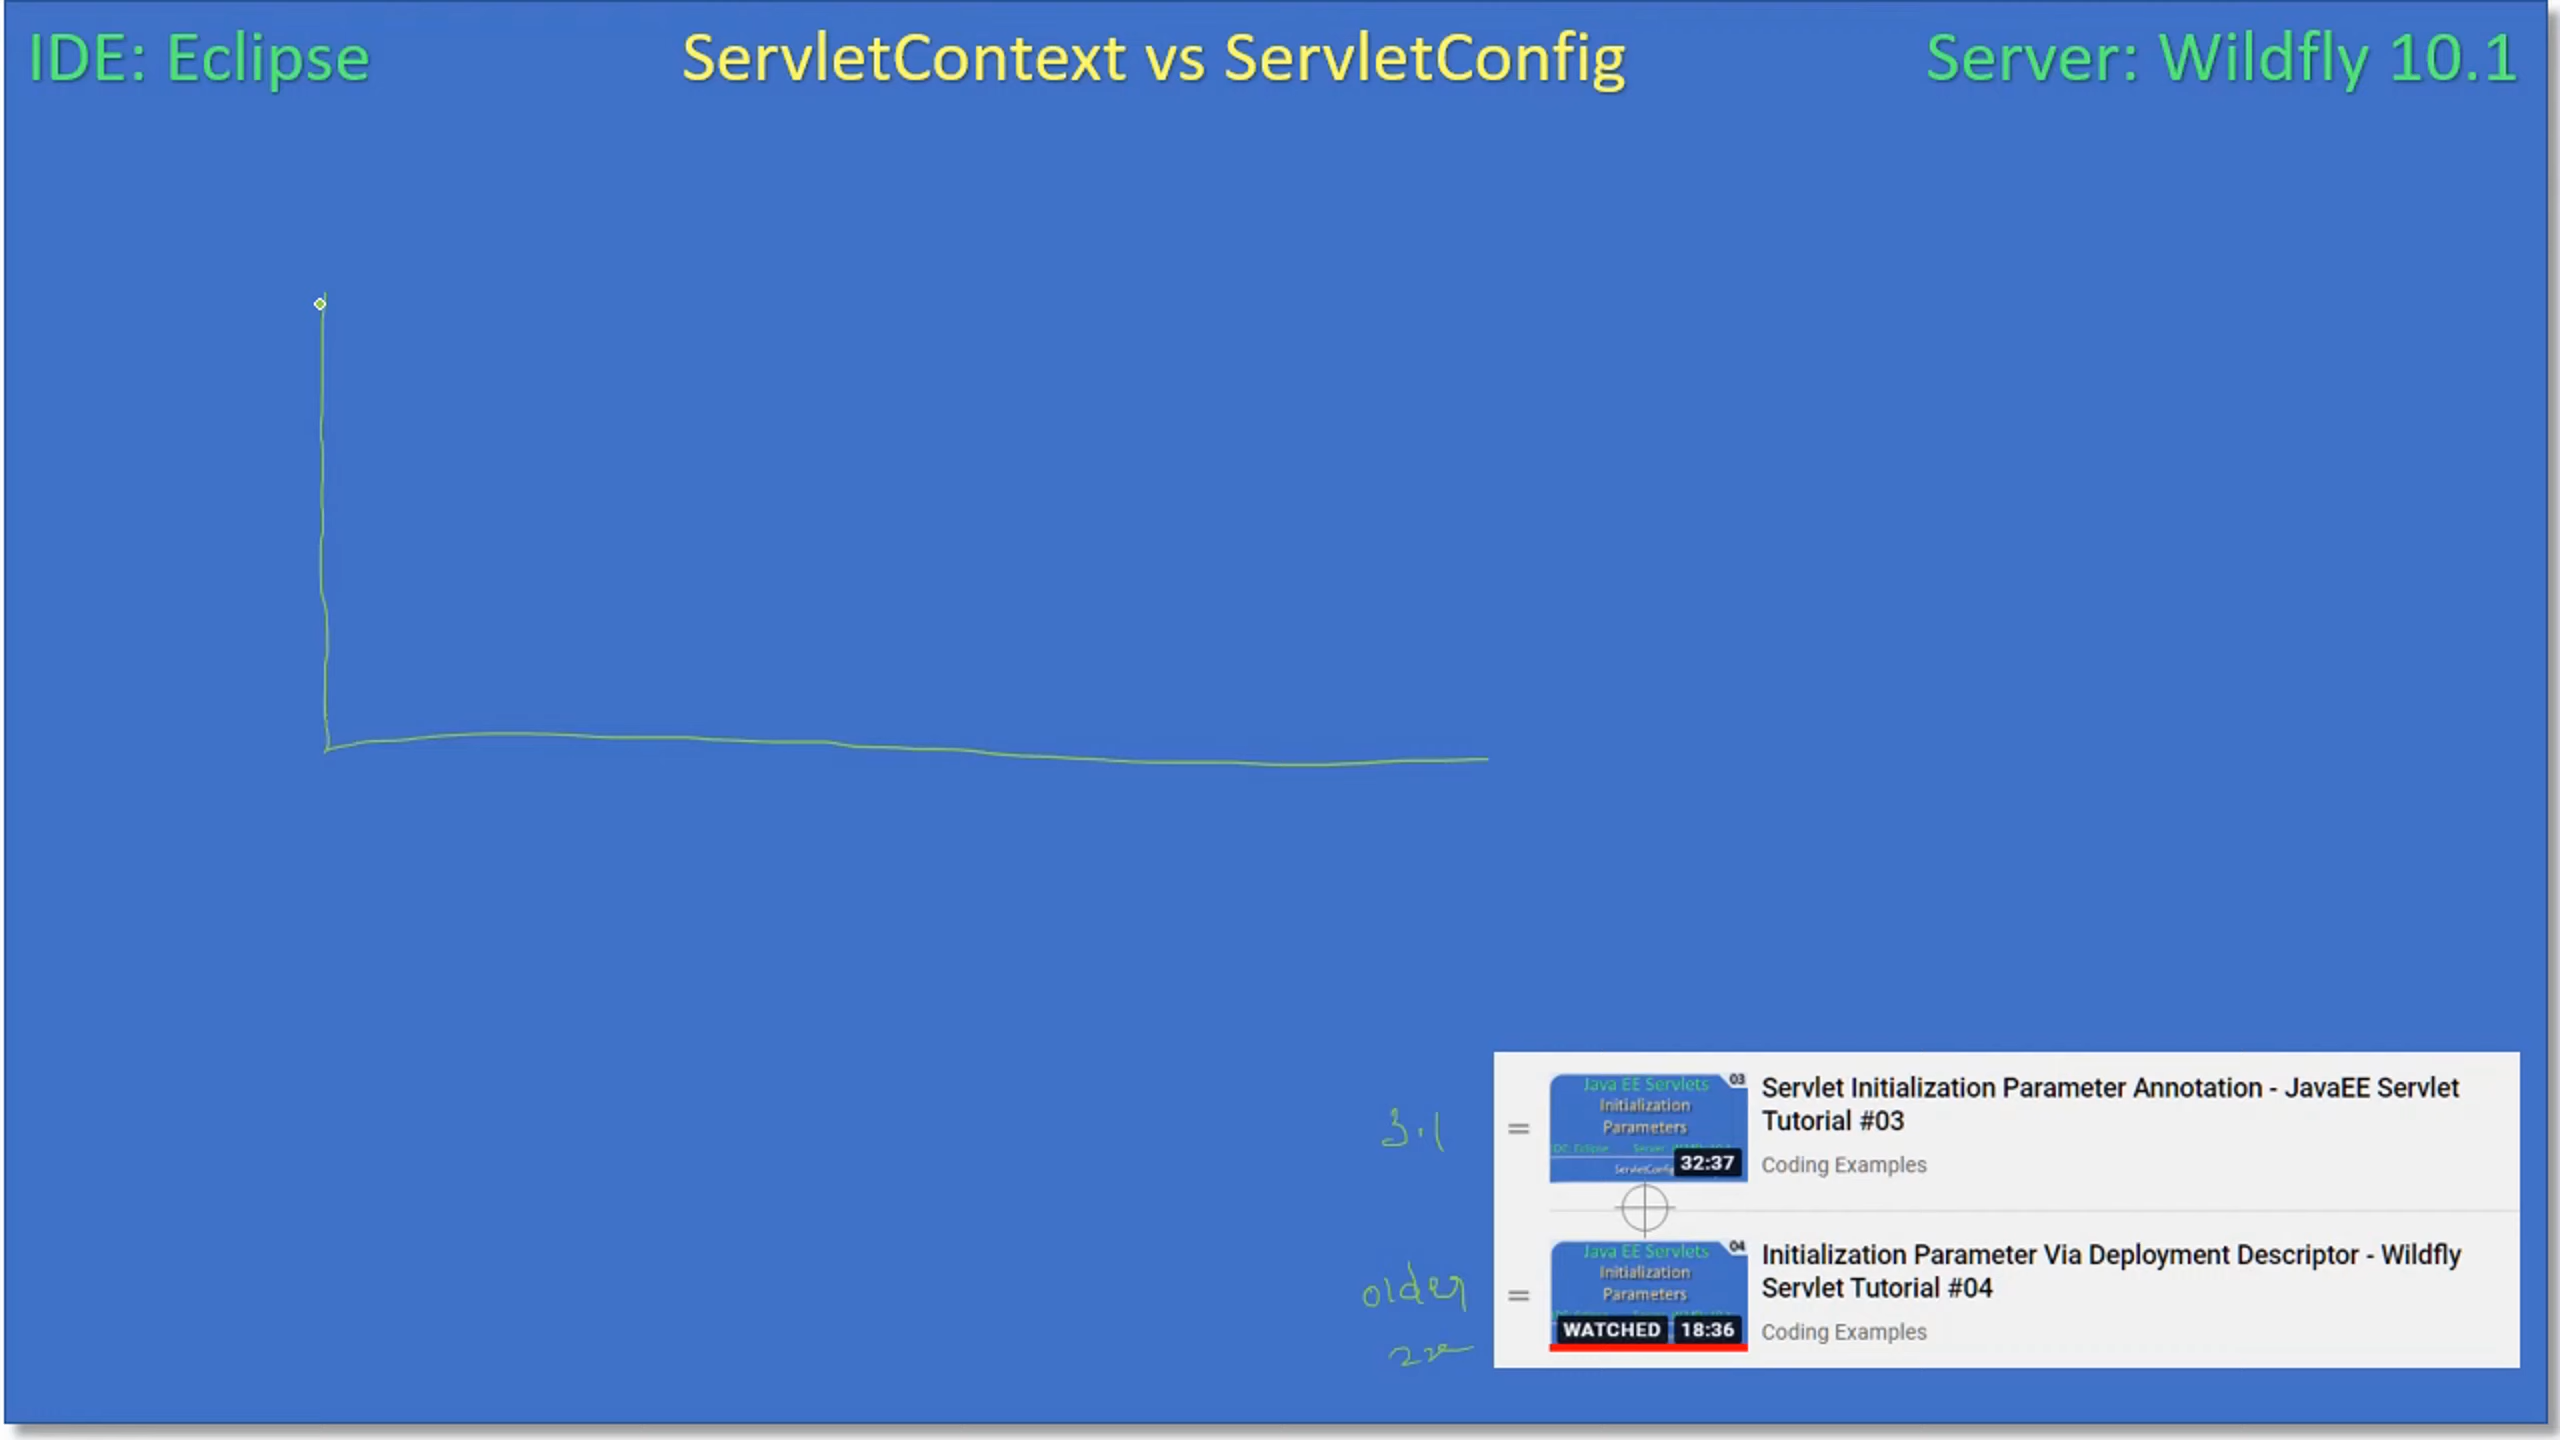 IDE: Eclipse
ServletContext vs ServletConfig
Server: Wildfly 10.1
3.1
=
Java EE Servlets
03
Initialization
Parameters
32:37
Servlet Initialization Parameter Annotation - JavaEE Servlet
Tutorial #03
Coding Examples
older
=
Java EE Servlets
04
Initialization
Parameters
WATCHED 18:36
Initialization Parameter Via Deployment Descriptor - Wildfly
Servlet Tutorial #04
Coding Examples